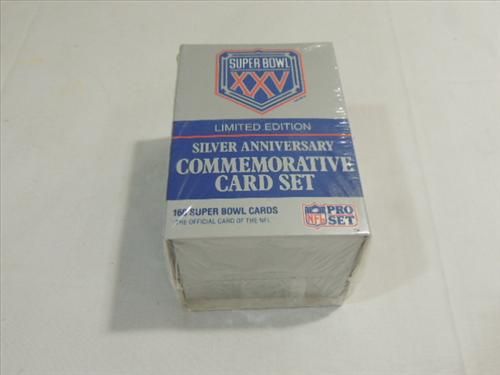 SUPER BOWL
XXV
LIMITED EDITION
SILVER ANNIVERSARY
COMMEMORATIVE
CARD SET
160 SUPER BOWL CARDS
THE OFFICIAL CARD OF THE NFL
NFL
PRO
SET